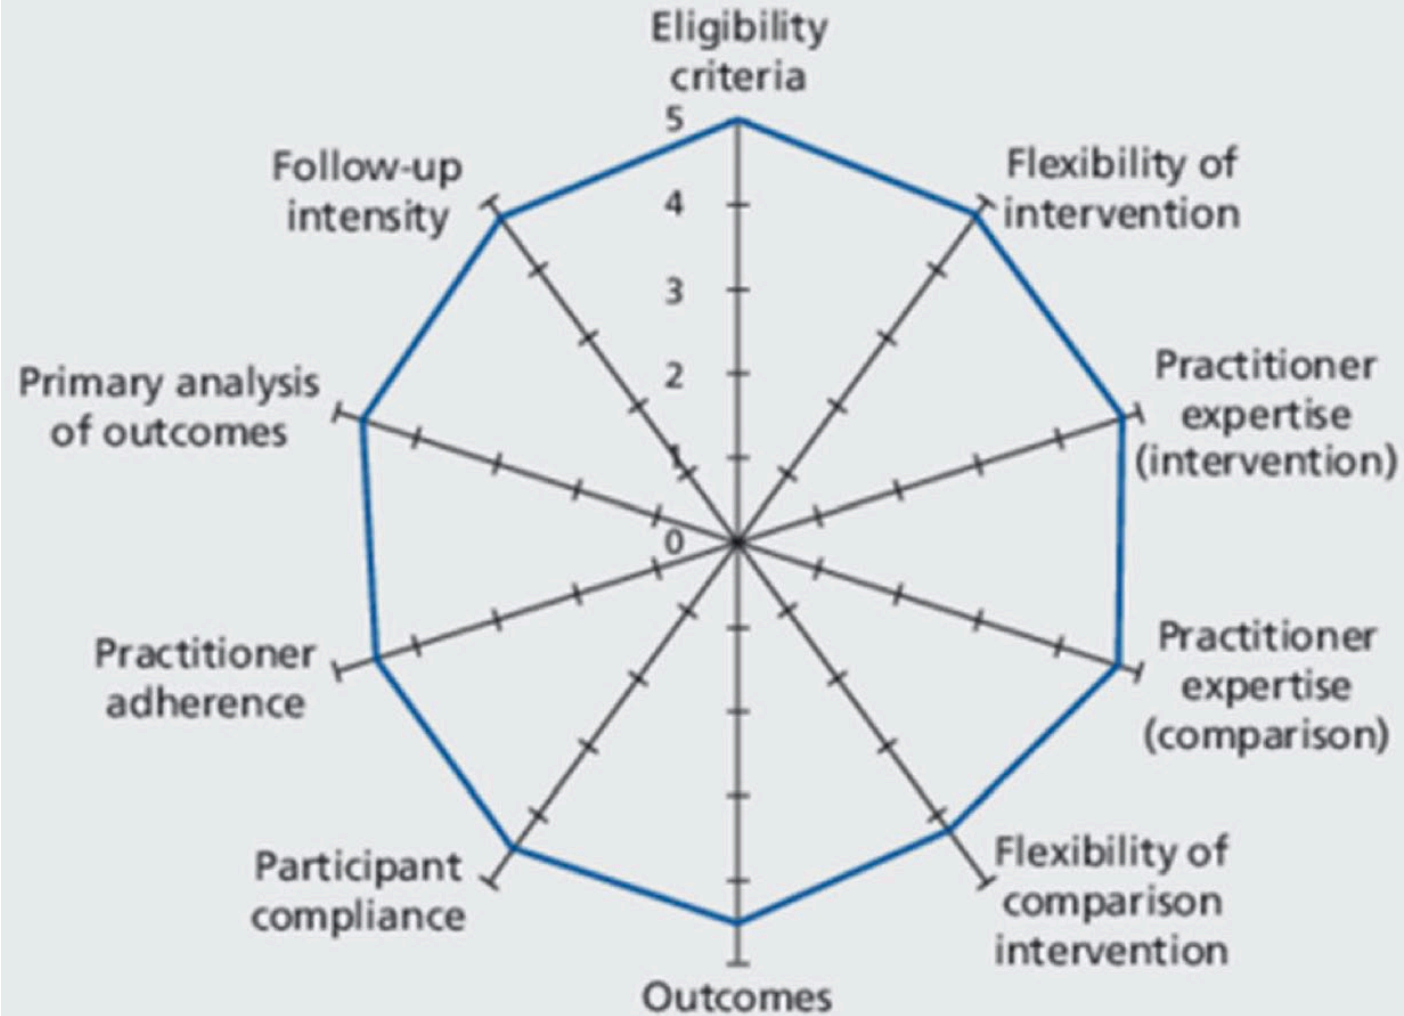 Eligibility
criteria
5
4
3
2
1
0
Flexibility of
intervention
Practitioner
expertise
(intervention)
Practitioner
expertise
(comparison)
Flexibility of
comparison
intervention
Outcomes
Participant
compliance
Practitioner
adherence
Primary analysis
of outcomes
Follow-up
intensity